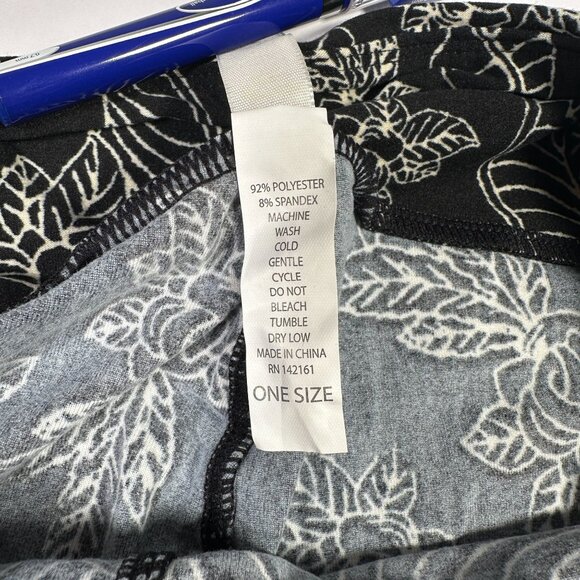 92% POLYESTER
8% SPANDEX
MACHINE
WASH
COLD
GENTLE
CYCLE
DO NOT
BLEACH
TUMBLE
DRY LOW
MADE IN CHINA
RN 142161
ONE SIZE